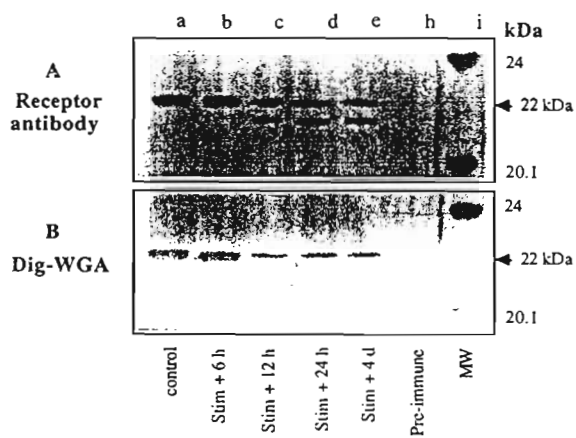 a b c d e h i kDa
A
Receptor
antibody
24
22 kDa
20.1
B
Dig-WGA
24
22 kDa
20.1
control
Stim + 6 h
Stim + 12 h
Stim + 24 h
Stim + 4 d
Pre-immune
MW